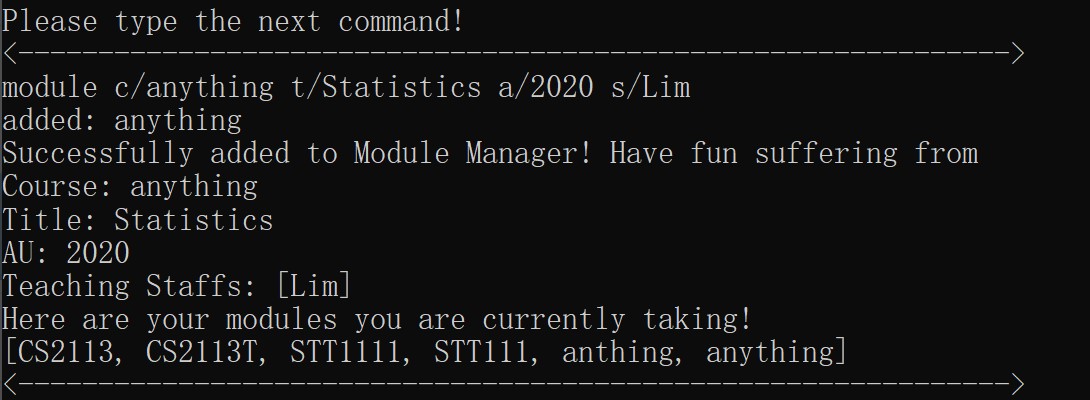 Please type the next command!
<--------------------------------------------------------------->
module c/anything t/Statistics a/2020 s/Lim
added: anything
Successfully added to Module Manager! Have fun suffering from
Course: anything
Title: Statistics
AU: 2020
Teaching Staffs: [Lim]
Here are your modules you are currently taking!
[CS2113, CS2113T, STT1111, STT111, anthing, anything]
<--------------------------------------------------------------->